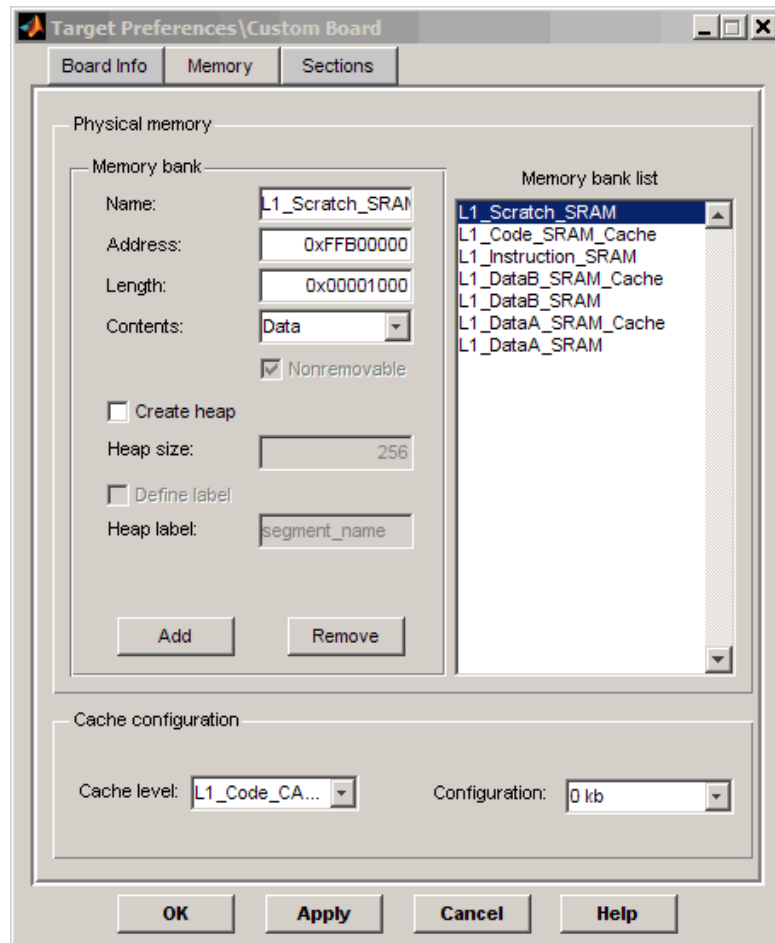 Target Preferences\Custom Board
Board Info Memory Sections
Physical memory
Memory bank
Name: L1_Scratch_SRAM
Address: 0xFFB00000
Length: 0x00001000
Contents: Data
Nonremovable
Create heap
Heap size: 256
Define label
Heap label: segment_name
Add Remove
Memory bank list
L1_Scratch_SRAM
L1_Code_SRAM_Cache
L1_Instruction_SRAM
L1_DataB_SRAM_Cache
L1_DataB_SRAM
L1_DataA_SRAM_Cache
L1_DataA_SRAM
Cache configuration
Cache level: L1_Code_CA... Configuration: 0 kb
OK Apply Cancel Help